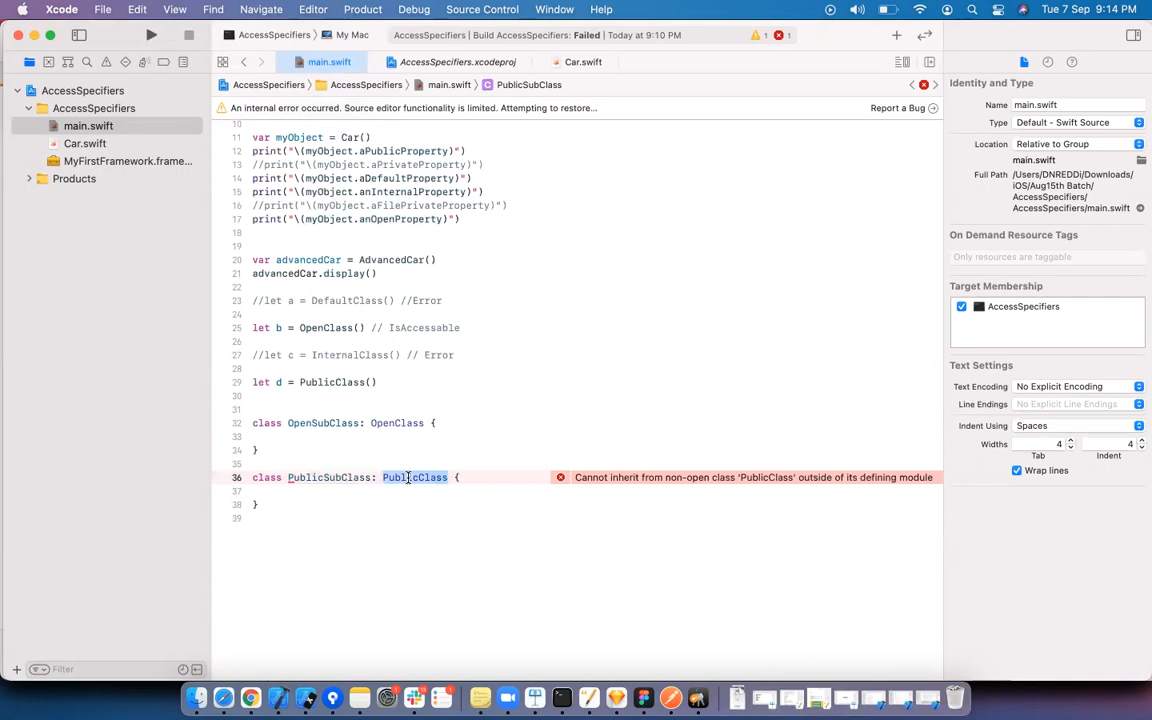 Xcode File Edit View Find Navigate Editor Product Debug Source Control Window Help Tue 7 Sep 9:14 PM
AccessSpecifiers 〉 My Mac
AccessSpecifiers | Build AccessSpecifiers: Failed | Today at 9:10 PM
1 1
main.swift AccessSpecifiers.xcodeproj Car.swift
AccessSpecifiers 〉 AccessSpecifiers 〉 main.swift 〉 PublicSubClass
An internal error occurred. Source editor functionality is limited. Attempting to restore...
Report a Bug
AccessSpecifiers
AccessSpecifiers
main.swift
Car.swift
MyFirstFramework.frame...
Products
Filter
10
11 var myObject = Car()
12 print("\(myObject.aPublicProperty)")
13 //print("\(myObject.aPrivateProperty)")
14 print("\(myObject.aDefaultProperty)")
15 print("\(myObject.anInternalProperty)")
16 //print("\(myObject.aFilePrivateProperty)")
17 print("\(myObject.anOpenProperty)")
18
19
20 var advancedCar = AdvancedCar()
21 advancedCar.display()
22
23 //let a = DefaultClass() //Error
24
25 let b = OpenClass() // IsAccessable
26
27 //let c = InternalClass() // Error
28
29 let d = PublicClass()
30
31
32 class OpenSubClass: OpenClass {
33
34 }
35
36 class PublicSubClass: PublicClass {
Cannot inherit from non-open class 'PublicClass' outside of its defining module
37
38 }
39
Identity and Type
Name main.swift
Type Default - Swift Source
Location Relative to Group
main.swift
Full Path /Users/DNREDDi/Downloads/
iOS/Aug15th Batch/
AccessSpecifiers/
AccessSpecifiers/main.swift
On Demand Resource Tags
Only resources are taggable
Target Membership
AccessSpecifiers
Text Settings
Text Encoding No Explicit Encoding
Line Endings No Explicit Line Endings
Indent Using Spaces
Widths 4 4
Tab Indent
Wrap lines